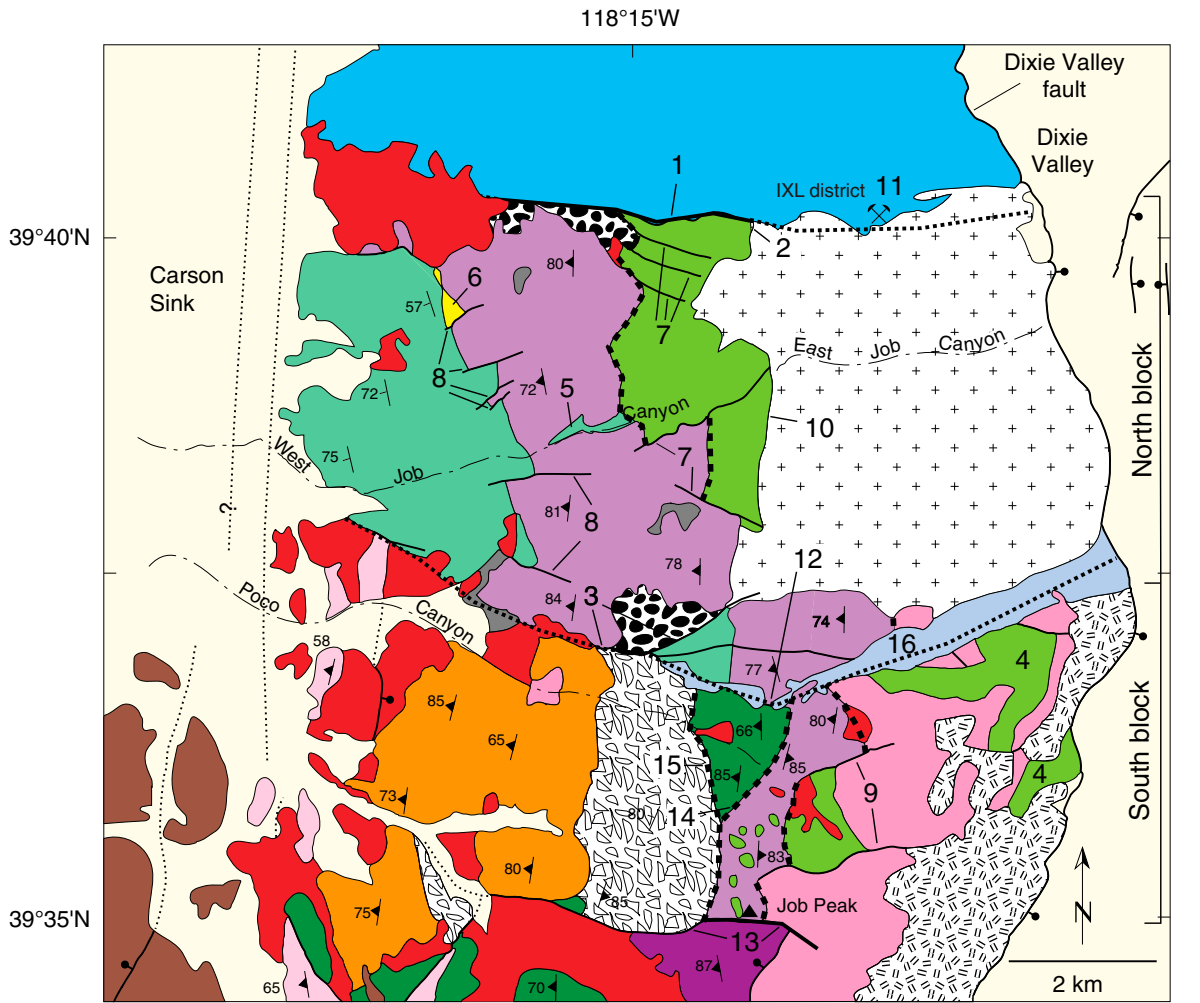 118°15'W
Dixie Valley
fault
Dixie
Valley
1
IXL district
11
39°40'N
2
Carson
Sink
80
6
57
7
East Job Canyon
North block
8
72
72
5
Canyon
10
West
Job
75
7
?
81
8
78
12
Poco
Canyon
84
3
74
16
58
77
4
85
66
80
65
85
85
15
4
South block
73
80
14
9
83
80
75
85
Job Peak
N
39°35'N
13
87
2 km
65
70